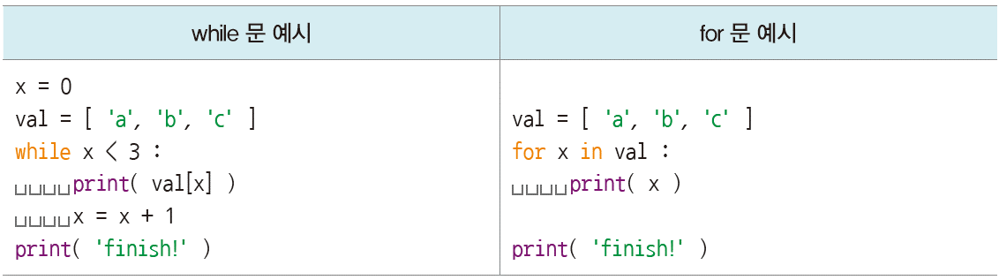 while 문 예시
for 문 예시
x = 0
val = [ 'a', 'b', 'c' ]
while x < 3 :
␣␣␣␣print( val[x] )
␣␣␣␣x = x + 1
print( 'finish!' )
val = [ 'a', 'b', 'c' ]
for x in val :
␣␣␣␣print( x )
print( 'finish!' )